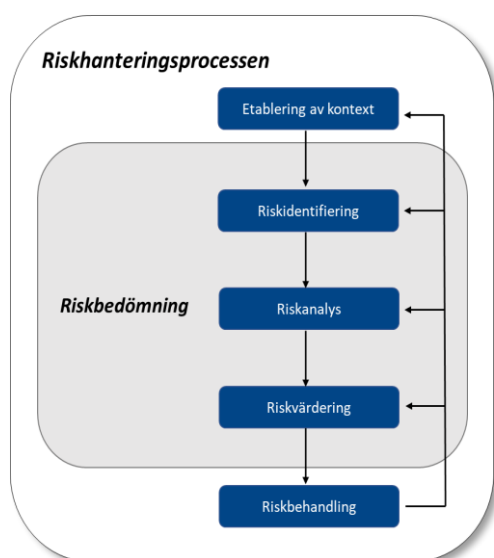 Riskhanteringsprocessen
Etablering av kontext
Riskidentifiering
Riskbedömning
Riskanalys
Riskvärdering
Riskbehandling